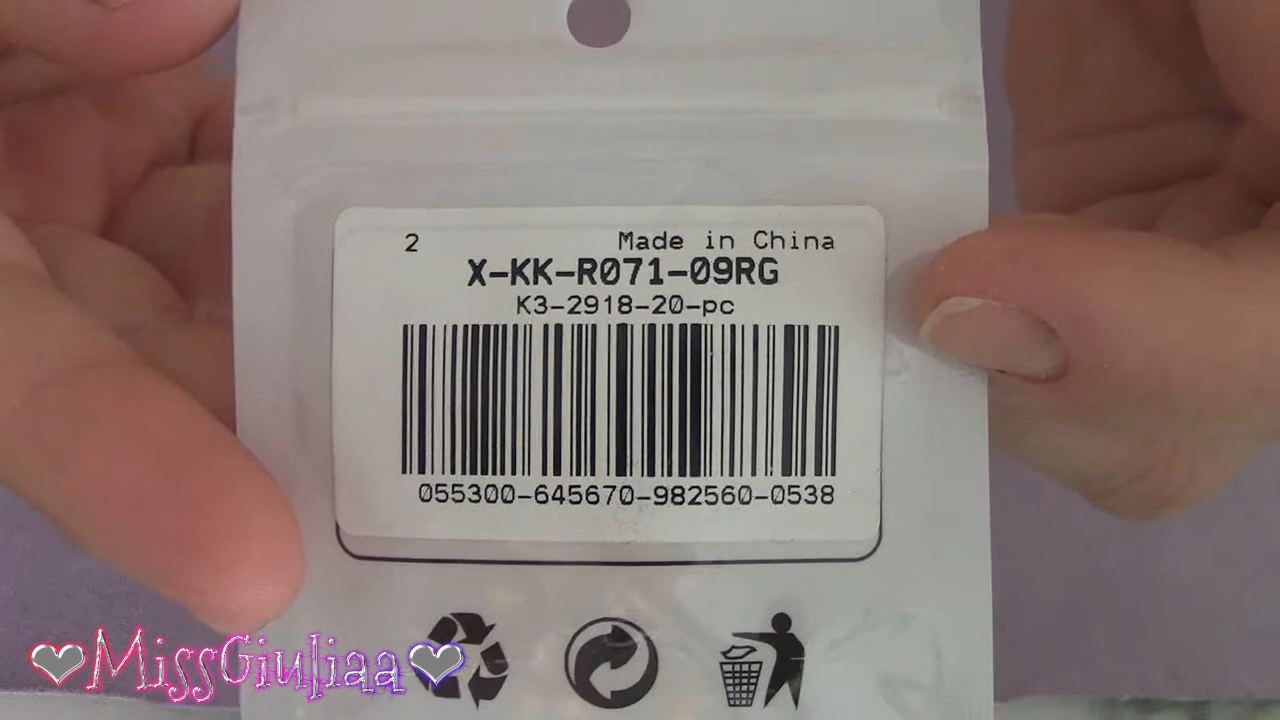 2 Made in China
X-KK-R071-09RG
K3-2918-20-pc
055300-645670-982560-0538
❤MissGiuliaa❤